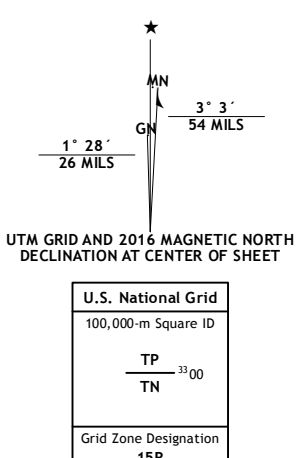 MN
3° 3´
54 MILS
GN
1° 28´
26 MILS
UTM GRID AND 2016 MAGNETIC NORTH
DECLINATION AT CENTER OF SHEET
U.S. National Grid
100,000-m Square ID
TP
³³00
TN
Grid Zone Designation